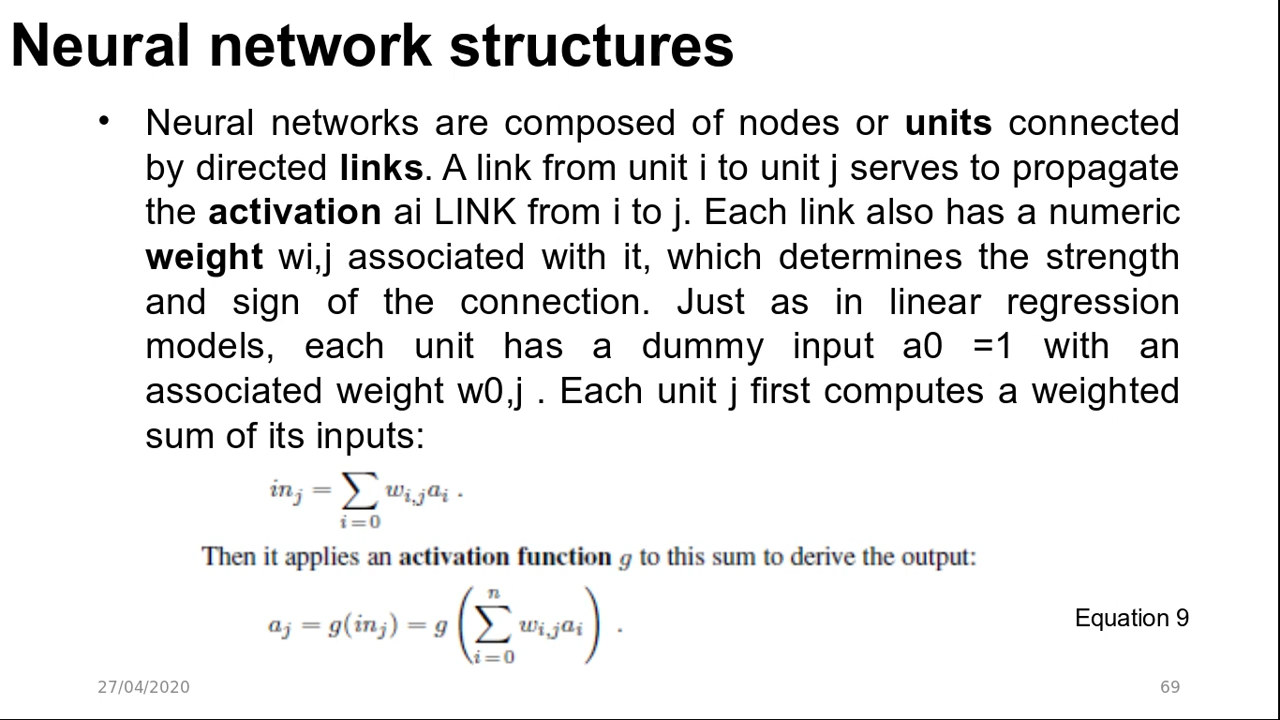 Neural network structures
• Neural networks are composed of nodes or units connected
by directed links. A link from unit i to unit j serves to propagate
the activation ai LINK from i to j. Each link also has a numeric
weight wi,j associated with it, which determines the strength
and sign of the connection. Just as in linear regression
models, each unit has a dummy input a0 =1 with an
associated weight w0,j . Each unit j first computes a weighted
sum of its inputs:
in_j = ∑_{i=0} w_{i,j} a_i .
Then it applies an activation function g to this sum to derive the output:
a_j = g(in_j) = g ( ∑_{i=0}^{n} w_{i,j} a_i ) .
Equation 9
27/04/2020
69